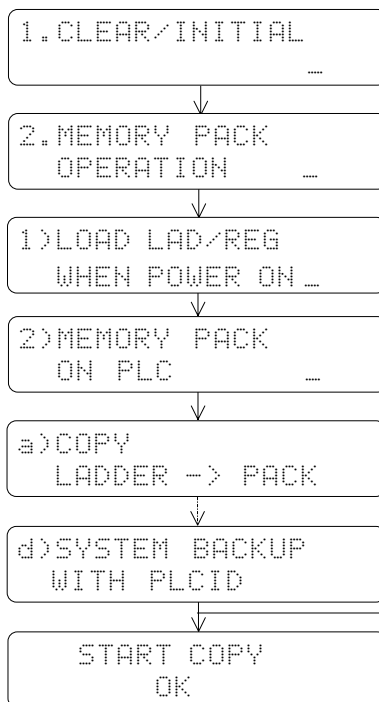 1.CLEAR/INITIAL
…
2.MEMORY PACK
OPERATION …
1)LOAD LAD/REG
WHEN POWER ON …
2)MEMORY PACK
ON PLC …
a)COPY
LADDER -> PACK
d)SYSTEM BACKUP
WITH PLCID
START COPY
OK